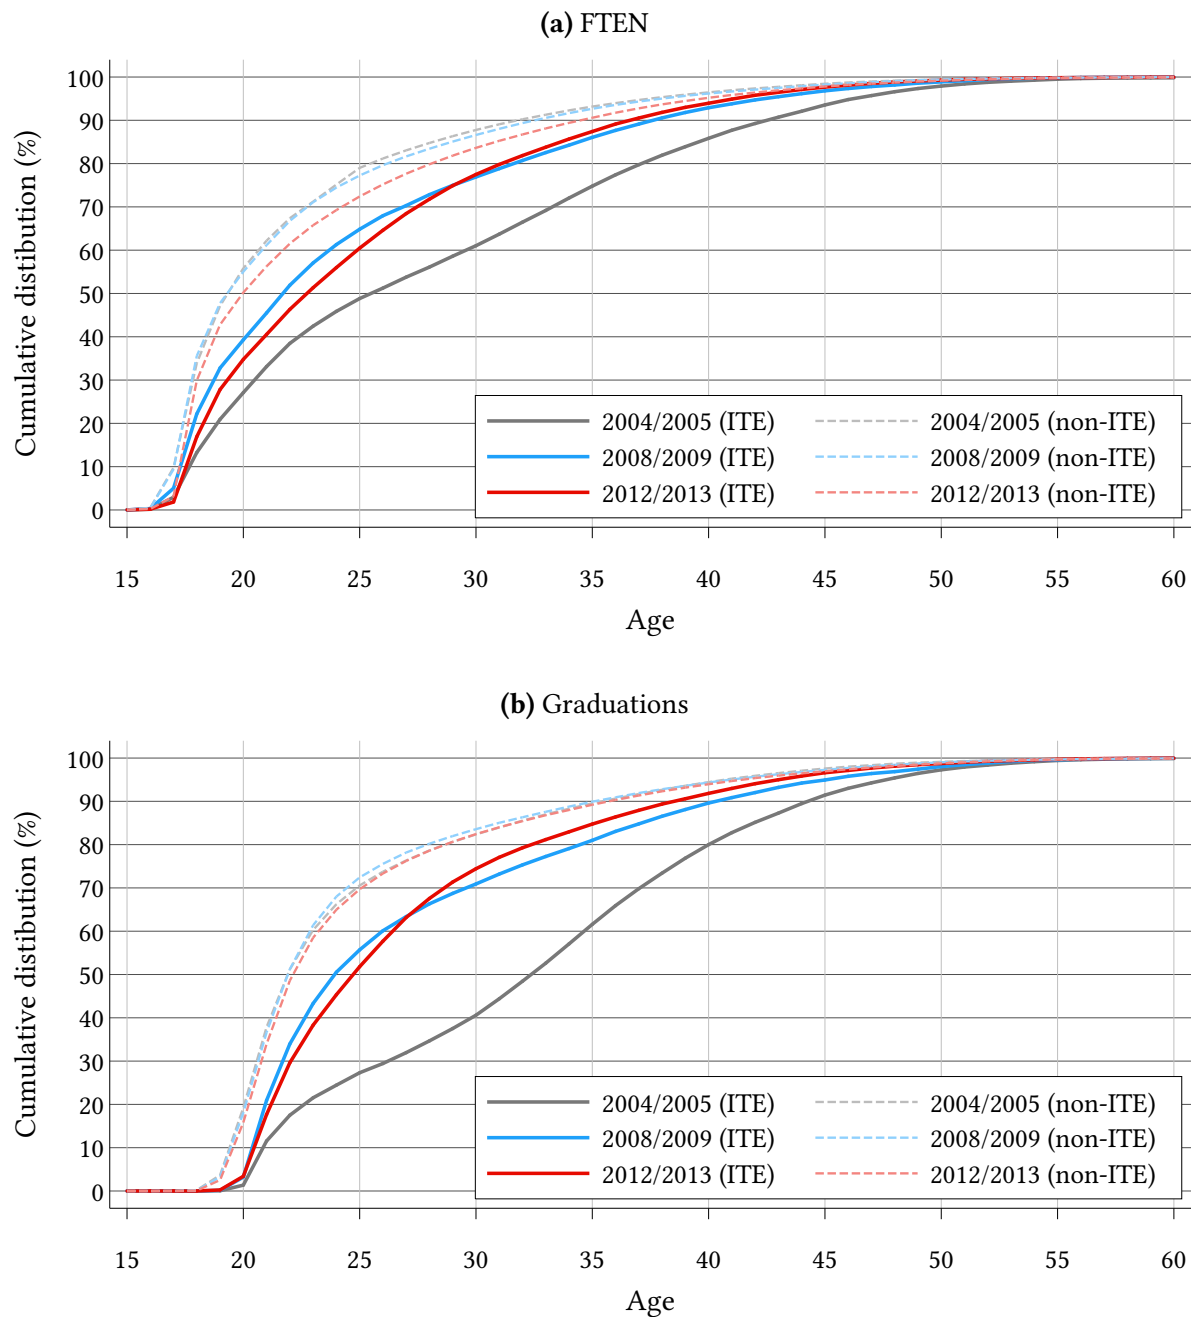 (a) FTEN
Cumulative distibution (%)
100
90
80
70
60
50
40
30
20
10
0
2004/2005 (ITE) 2004/2005 (non-ITE)
2008/2009 (ITE) 2008/2009 (non-ITE)
2012/2013 (ITE) 2012/2013 (non-ITE)
15 20 25 30 35 40 45 50 55 60
Age
(b) Graduations
Cumulative distibution (%)
100
90
80
70
60
50
40
30
20
10
0
2004/2005 (ITE) 2004/2005 (non-ITE)
2008/2009 (ITE) 2008/2009 (non-ITE)
2012/2013 (ITE) 2012/2013 (non-ITE)
15 20 25 30 35 40 45 50 55 60
Age